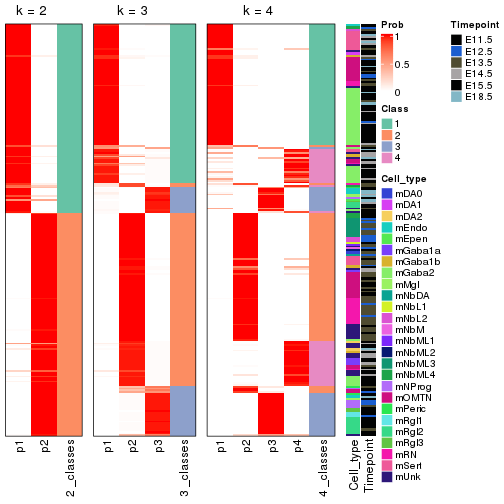 k = 2
k = 3
k = 4
p1
p2
2_classes
p1
p2
p3
3_classes
p1
p2
p3
p4
4_classes
Cell_type
Timepoint
Prob
1
0.5
0
Class
1
2
3
4
Cell_type
mDA0
mDA1
mDA2
mEndo
mEpen
mGaba1a
mGaba1b
mGaba2
mMgl
mNbDA
mNbL1
mNbL2
mNbM
mNbML1
mNbML2
mNbML3
mNbML4
mNProg
mOMTN
mPeric
mRgl1
mRgl2
mRgl3
mRN
mSert
mUnk
Timepoint
E11.5
E12.5
E13.5
E14.5
E15.5
E18.5